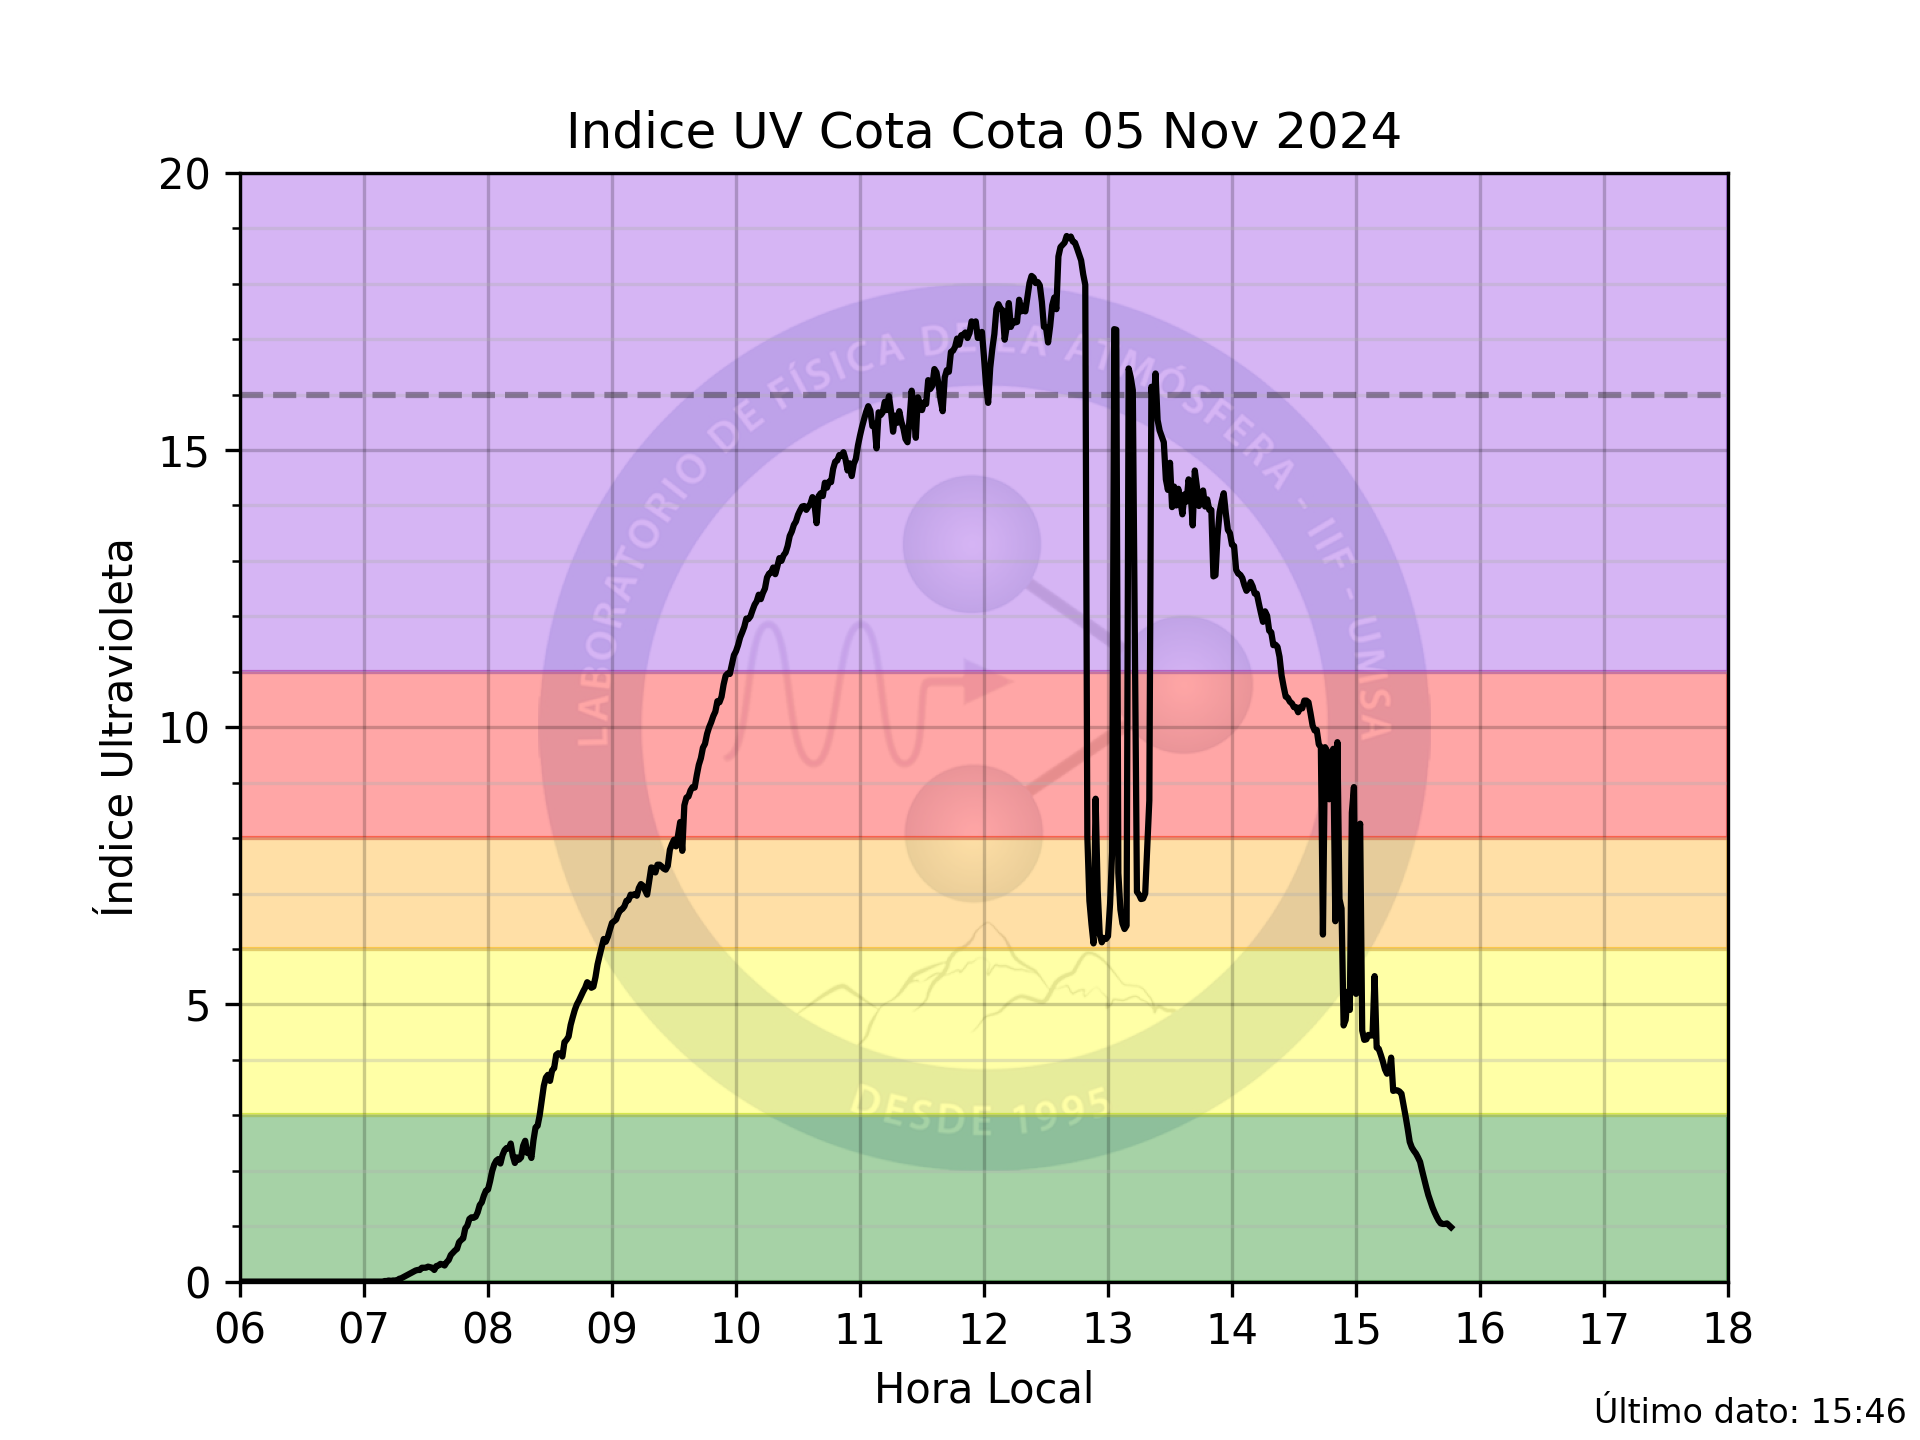 Indice UV Cota Cota 05 Nov 2024
20
15
10
5
0
Índice Ultravioleta
LABORATORIO DE FÍSICA DE LA ATMÓSFERA - IIF - UMSA
DESDE 1995
06 07 08 09 10 11 12 13 14 15 16 17 18
Hora Local
Último dato: 15:46